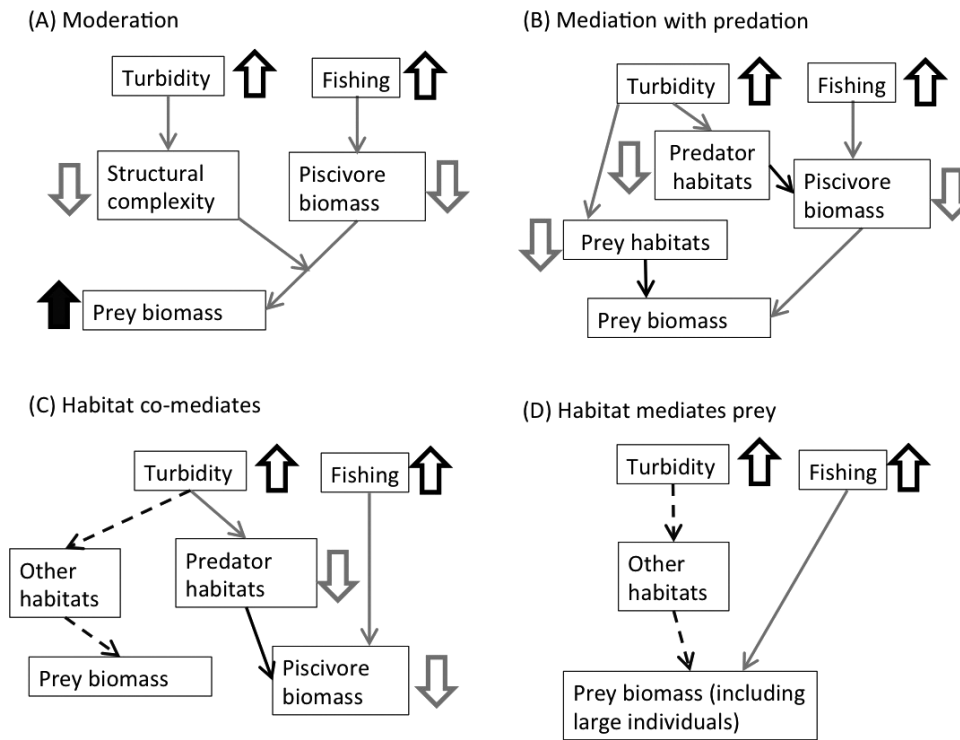 (A) Moderation
Turbidity
Fishing
Structural
complexity
Piscivore
biomass
Prey biomass
(B) Mediation with predation
Turbidity
Fishing
Predator
habitats
Piscivore
biomass
Prey habitats
Prey biomass
(C) Habitat co-mediates
Turbidity
Fishing
Other
habitats
Predator
habitats
Prey biomass
Piscivore
biomass
(D) Habitat mediates prey
Turbidity
Fishing
Other
habitats
Prey biomass (including
large individuals)